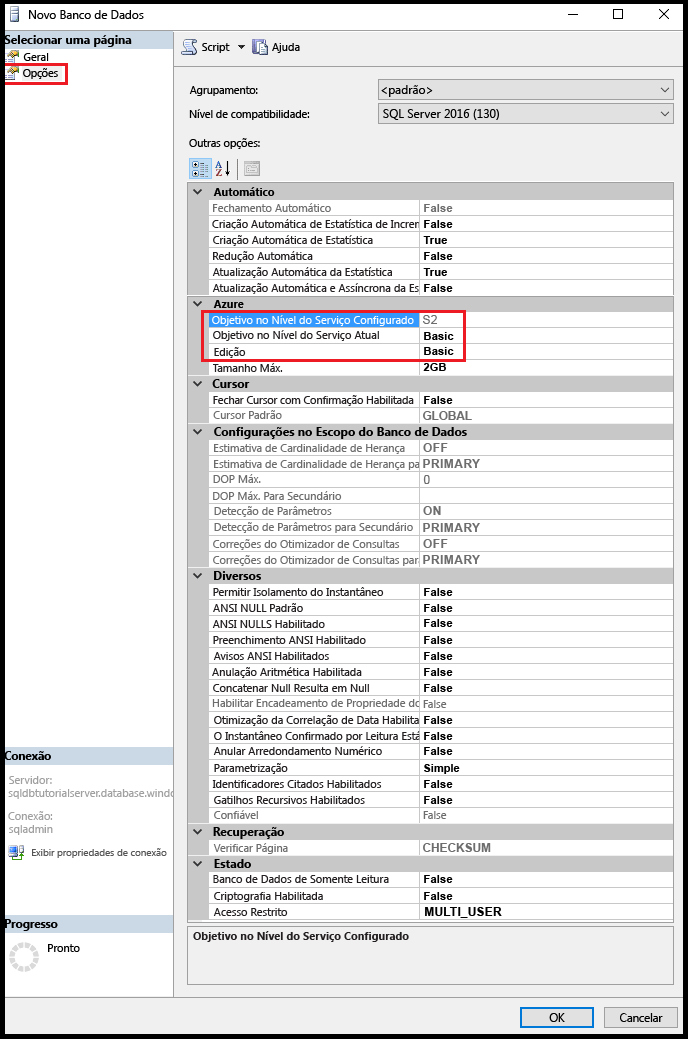 Novo Banco de Dados
Selecionar uma página
Geral
Opções
Script
Ajuda
Agrupamento: <padrão>
Nível de compatibilidade: SQL Server 2016 (130)
Outras opções:
Automático
Fechamento Automático False
Criação Automática de Estatística de Increm False
Criação Automática de Estatística True
Redução Automática False
Atualização Automática da Estatística True
Atualização Automática e Assíncrona da Es False
Azure
Objetivo no Nível do Serviço Configurado S2
Objetivo no Nível do Serviço Atual Basic
Edição Basic
Tamanho Máx. 2GB
Cursor
Fechar Cursor com Confirmação Habilitada False
Cursor Padrão GLOBAL
Configurações no Escopo do Banco de Dados
Estimativa de Cardinalidade de Herança OFF
Estimativa de Cardinalidade de Herança pa PRIMARY
DOP Máx. 0
DOP Máx. Para Secundário
Detecção de Parâmetros ON
Detecção de Parâmetros para Secundário PRIMARY
Correções do Otimizador de Consultas OFF
Correções do Otimizador de Consultas par PRIMARY
Diversos
Permitir Isolamento do Instantâneo False
ANSI NULL Padrão False
ANSI NULLS Habilitado False
Preenchimento ANSI Habilitado False
Avisos ANSI Habilitados False
Anulação Aritmética Habilitada False
Concatenar Null Resulta em Null False
Habilitar Encadeamento de Propriedade do False
Otimização da Correlação de Data Habilita False
O Instantâneo Confirmado por Leitura Está False
Anular Arredondamento Numérico False
Parametrização Simple
Identificadores Citados Habilitados False
Gatilhos Recursivos Habilitados False
Confiável False
Recuperação
Verificar Página CHECKSUM
Estado
Banco de Dados de Somente Leitura False
Criptografia Habilitada False
Acesso Restrito MULTI_USER
Objetivo no Nível do Serviço Configurado
Conexão
Servidor:
sqldbtutorialserver.database.windo
Conexão:
sqladmin
Exibir propriedades de conexão
Progresso
Pronto
OK
Cancelar